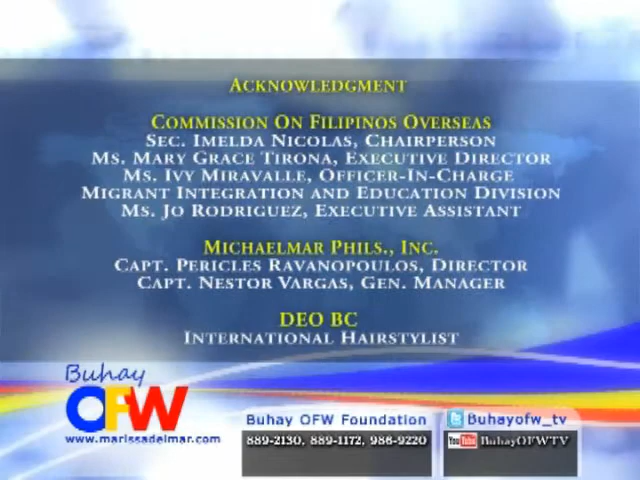 ACKNOWLEDGMENT
COMMISSION ON FILIPINOS OVERSEAS
SEC. IMELDA NICOLAS, CHAIRPERSON
MS. MARY GRACE TIRONA, EXECUTIVE DIRECTOR
MS. IVY MIRAVALLE, OFFICER-IN-CHARGE
MIGRANT INTEGRATION AND EDUCATION DIVISION
MS. JO RODRIGUEZ, EXECUTIVE ASSISTANT
MICHAELMAR PHILS., INC.
CAPT. PERICLES RAVANOPOULOS, DIRECTOR
CAPT. NESTOR VARGAS, GEN. MANAGER
DEO BC
INTERNATIONAL HAIRSTYLIST
Buhay
OFW
www.marissadelmar.com
Buhay OFW Foundation
889-2130, 889-1172, 986-9220
Buhayofw_tv
YouTube BUHAYOFWTV